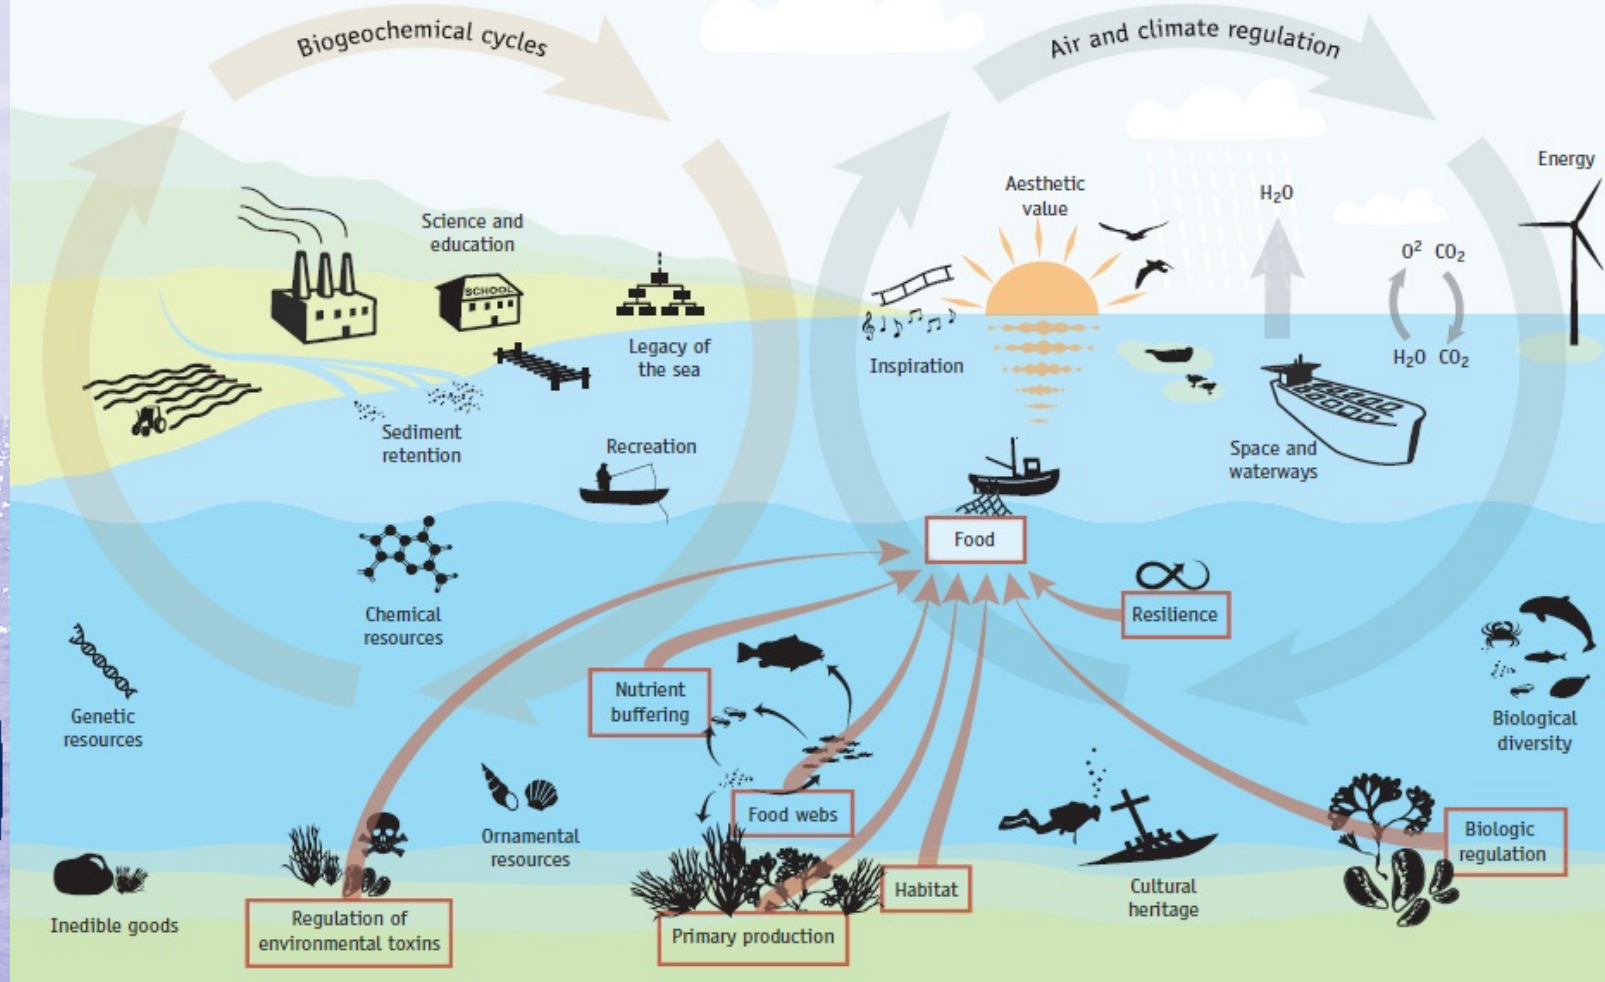 Biogeochemical cycles
Air and climate regulation
Energy
Aesthetic
value
H₂O
Science and
education
O² CO₂
SCHOOL
Legacy of
the sea
Inspiration
H₂O CO₂
Sediment
retention
Recreation
Space and
waterways
Food
Chemical
resources
Resilience
Genetic
resources
Nutrient
buffering
Biological
diversity
Food webs
Ornamental
resources
Biologic
regulation
Habitat
Cultural
heritage
Inedible goods
Regulation of
environmental toxins
Primary production